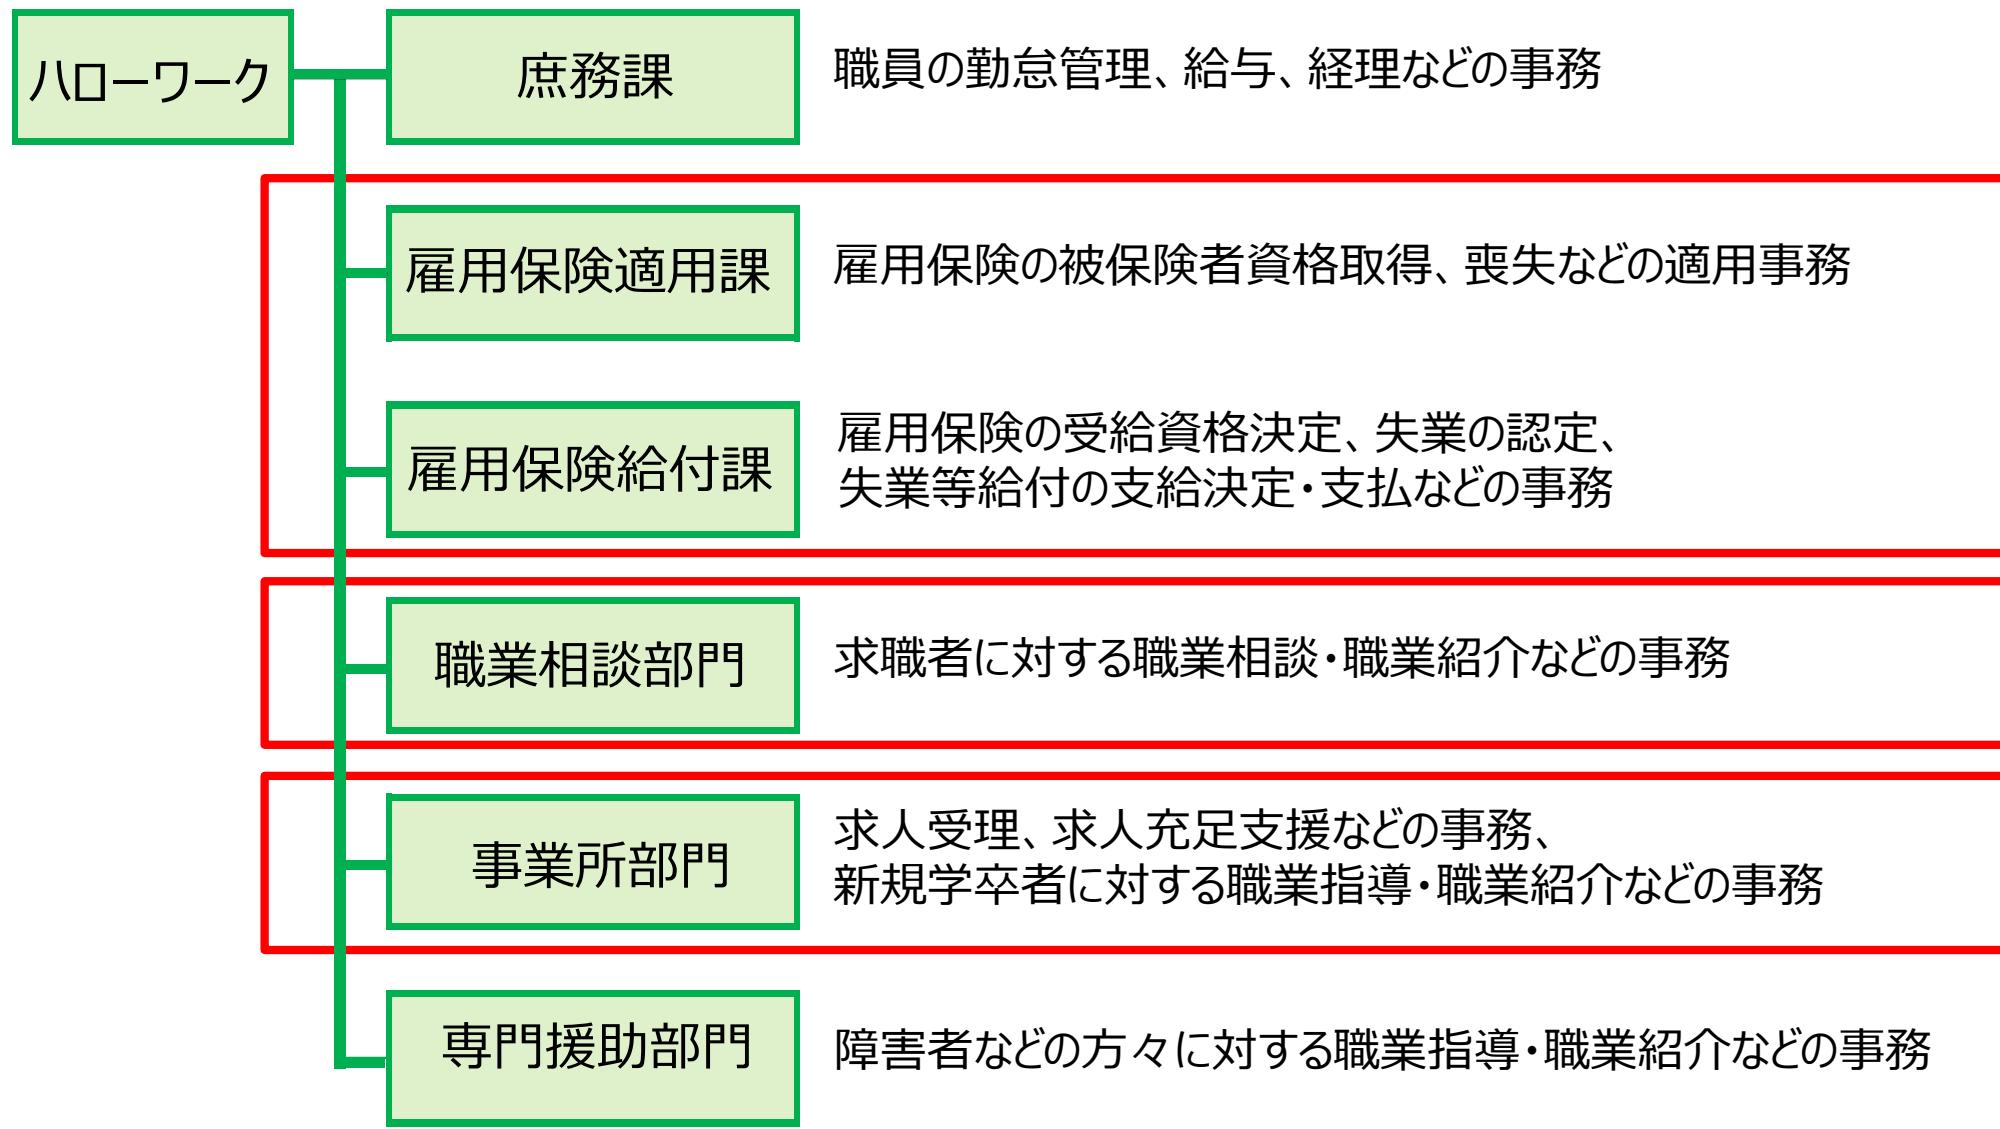 ハローワーク
庶務課
職員の勤怠管理、給与、経理などの事務
雇用保険適用課
雇用保険の被保険者資格取得、喪失などの適用事務
雇用保険給付課
雇用保険の受給資格決定、失業の認定、
失業等給付の支給決定・支払などの事務
職業相談部門
求職者に対する職業相談・職業紹介などの事務
事業所部門
求人受理、求人充足支援などの事務、
新規学卒者に対する職業指導・職業紹介などの事務
専門援助部門
障害者などの方々に対する職業指導・職業紹介などの事務